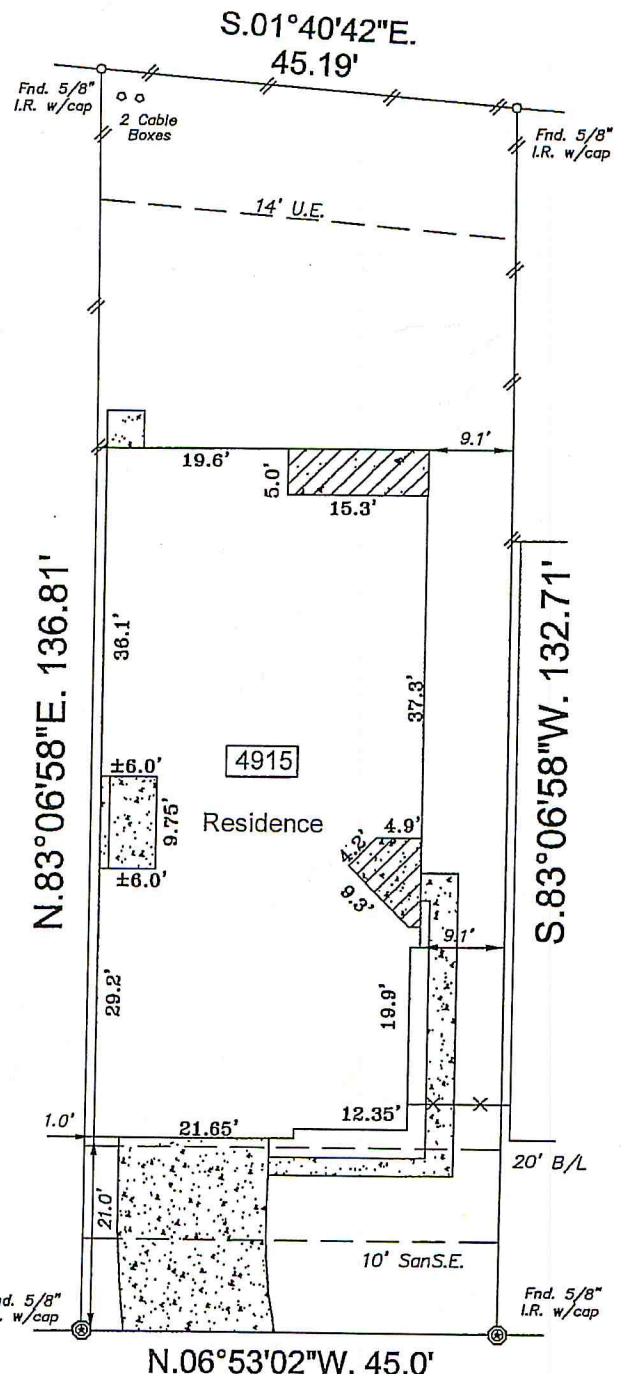 S.01°40'42"E.
45.19'
Fnd. 5/8"
I.R. w/cap
2 Cable
Boxes
Fnd. 5/8"
I.R. w/cap
14' U.E.
9.1'
19.6'
5.0'
15.3'
N.83°06'58"E. 136.81'
36.1'
37.3'
S.83°06'58"W. 132.71'
4915
Residence
±6.0'
9.75'
±6.0'
4.9'
4.2'
9.3'
9.1'
29.2'
19.9'
12.35'
1.0'
21.65'
20' B/L
21.0'
10' SanS.E.
nd. 5/8"
. w/cap
Fnd. 5/8"
I.R. w/cap
N.06°53'02"W. 45.0'